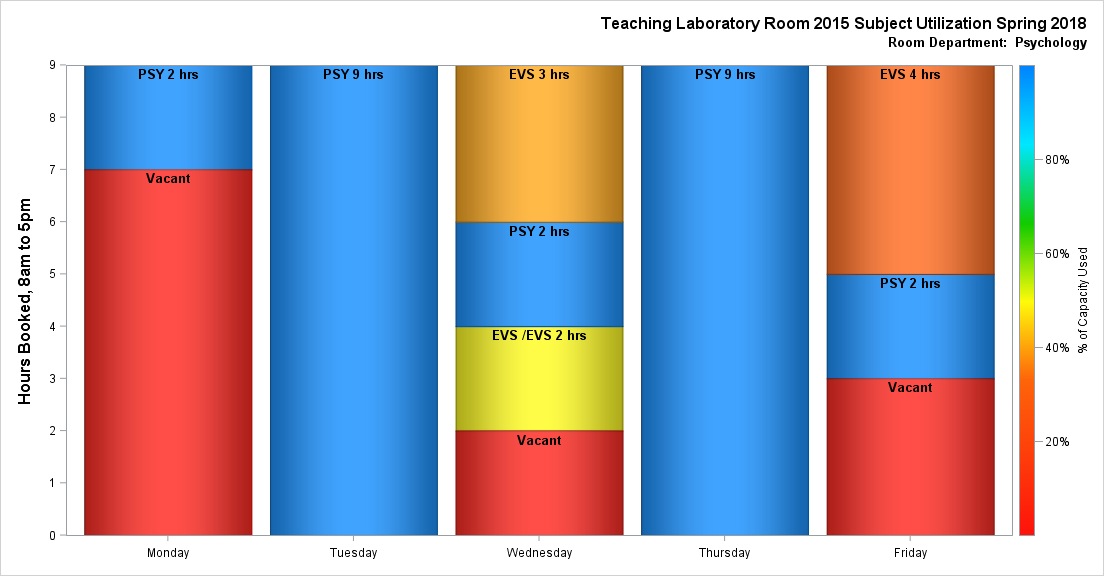 Teaching Laboratory Room 2015 Subject Utilization Spring 2018
Room Department:  Psychology
Hours Booked, 8am to 5pm
9
8
7
6
5
4
3
2
1
0
PSY 2 hrs
Vacant
PSY 9 hrs
EVS 3 hrs
PSY 2 hrs
EVS /EVS 2 hrs
Vacant
PSY 9 hrs
EVS 4 hrs
PSY 2 hrs
Vacant
Monday
Tuesday
Wednesday
Thursday
Friday
80%
60%
40%
20%
% of Capacity Used